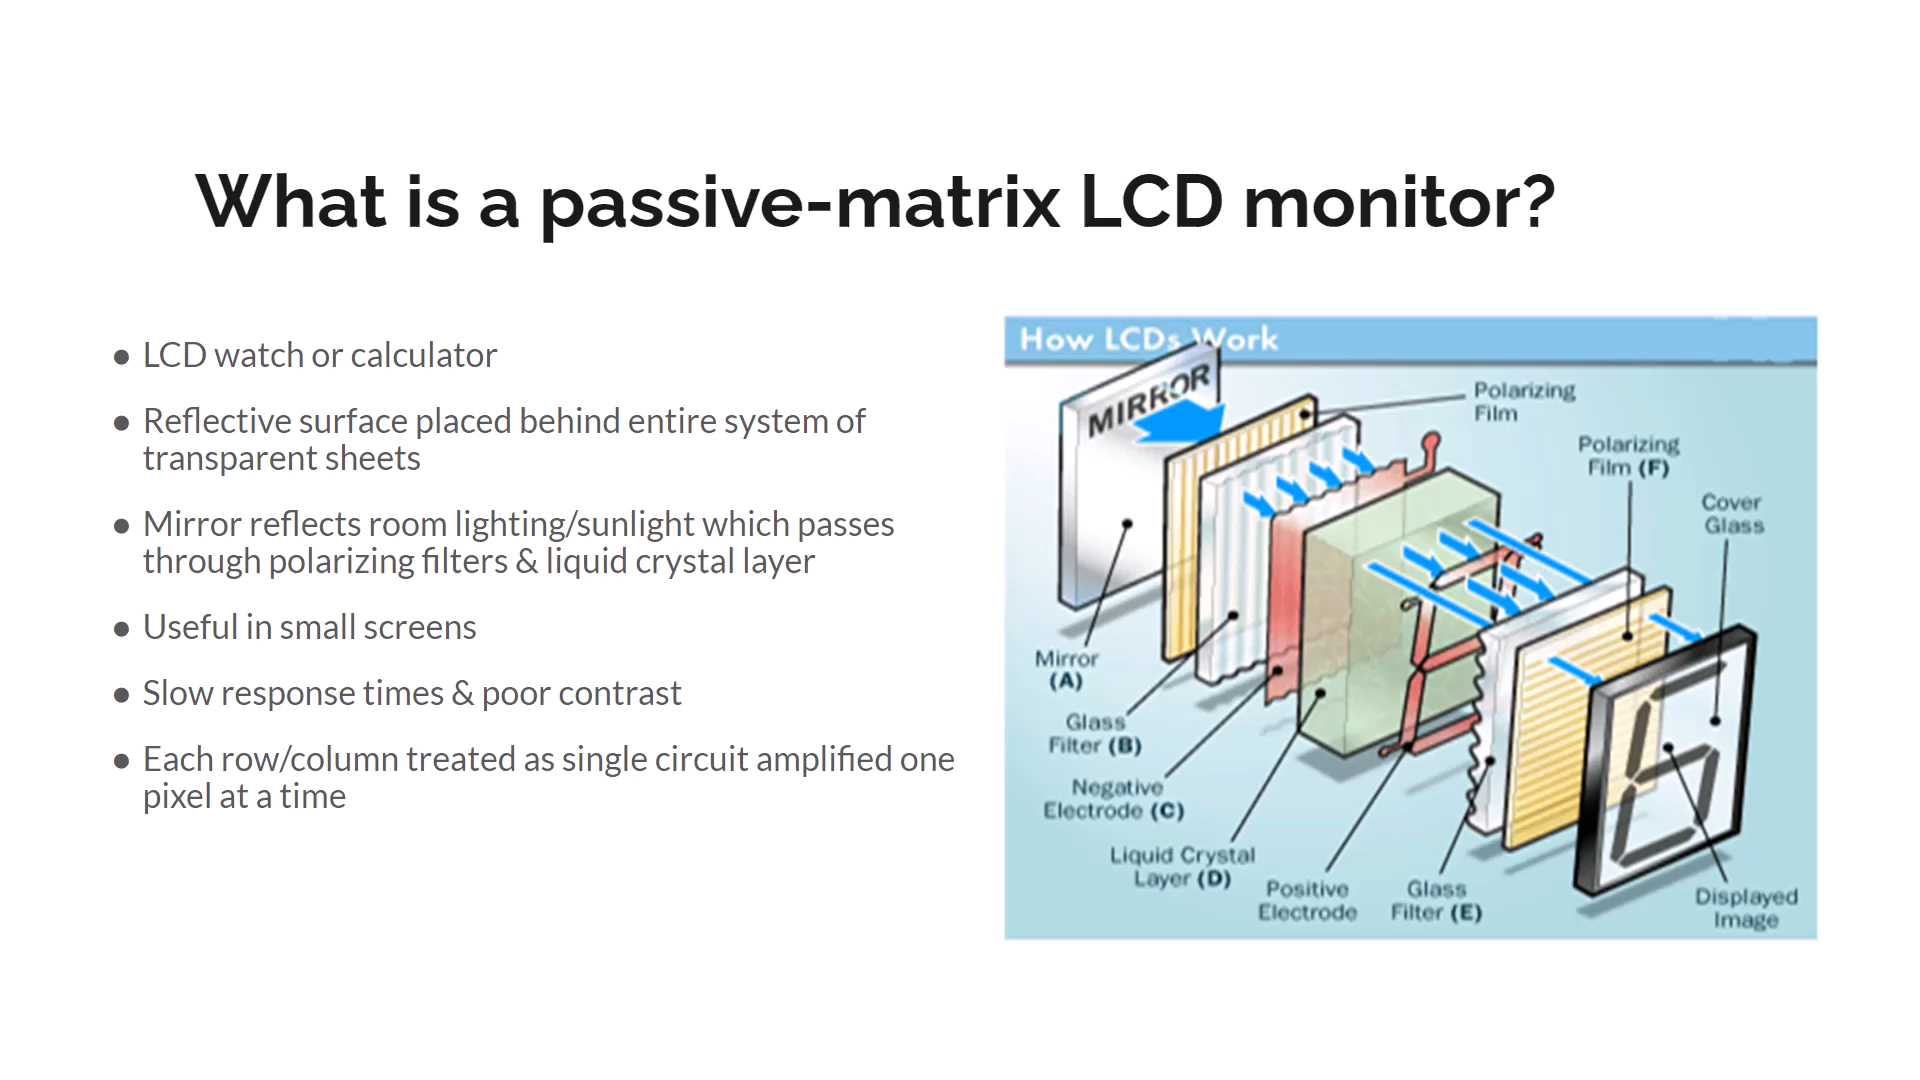 What is a passive-matrix LCD monitor?
● LCD watch or calculator
● Reflective surface placed behind entire system of
transparent sheets
● Mirror reflects room lighting/sunlight which passes
through polarizing filters & liquid crystal layer
● Useful in small screens
● Slow response times & poor contrast
● Each row/column treated as single circuit amplified one
pixel at a time
How LCDs Work
MIRROR
Polarizing
Film
Polarizing
Film (F)
Cover
Glass
Mirror
(A)
Glass
Filter (B)
Negative
Electrode (C)
Liquid Crystal
Layer (D)
Positive
Electrode
Glass
Filter (E)
Displayed
Image